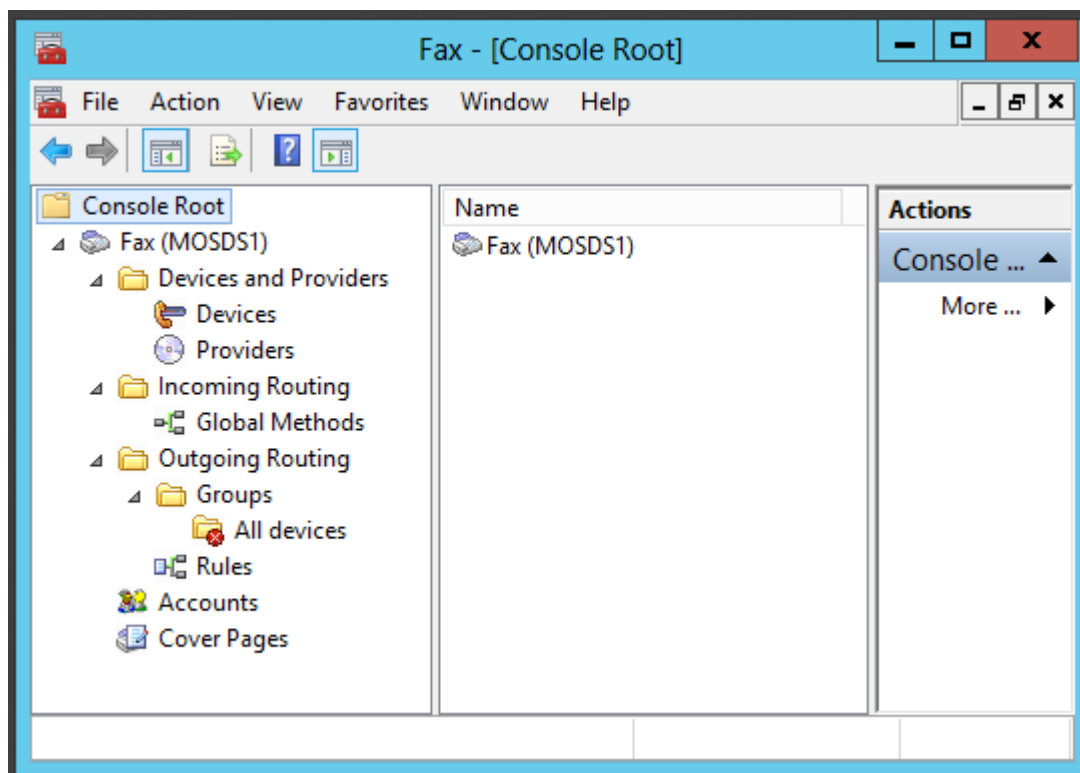 Fax - [Console Root]
File Action View Favorites Window Help
Console Root
Fax (MOSDS1)
Devices and Providers
Devices
Providers
Incoming Routing
Global Methods
Outgoing Routing
Groups
All devices
Rules
Accounts
Cover Pages
Name
Fax (MOSDS1)
Actions
Console ...
More ...